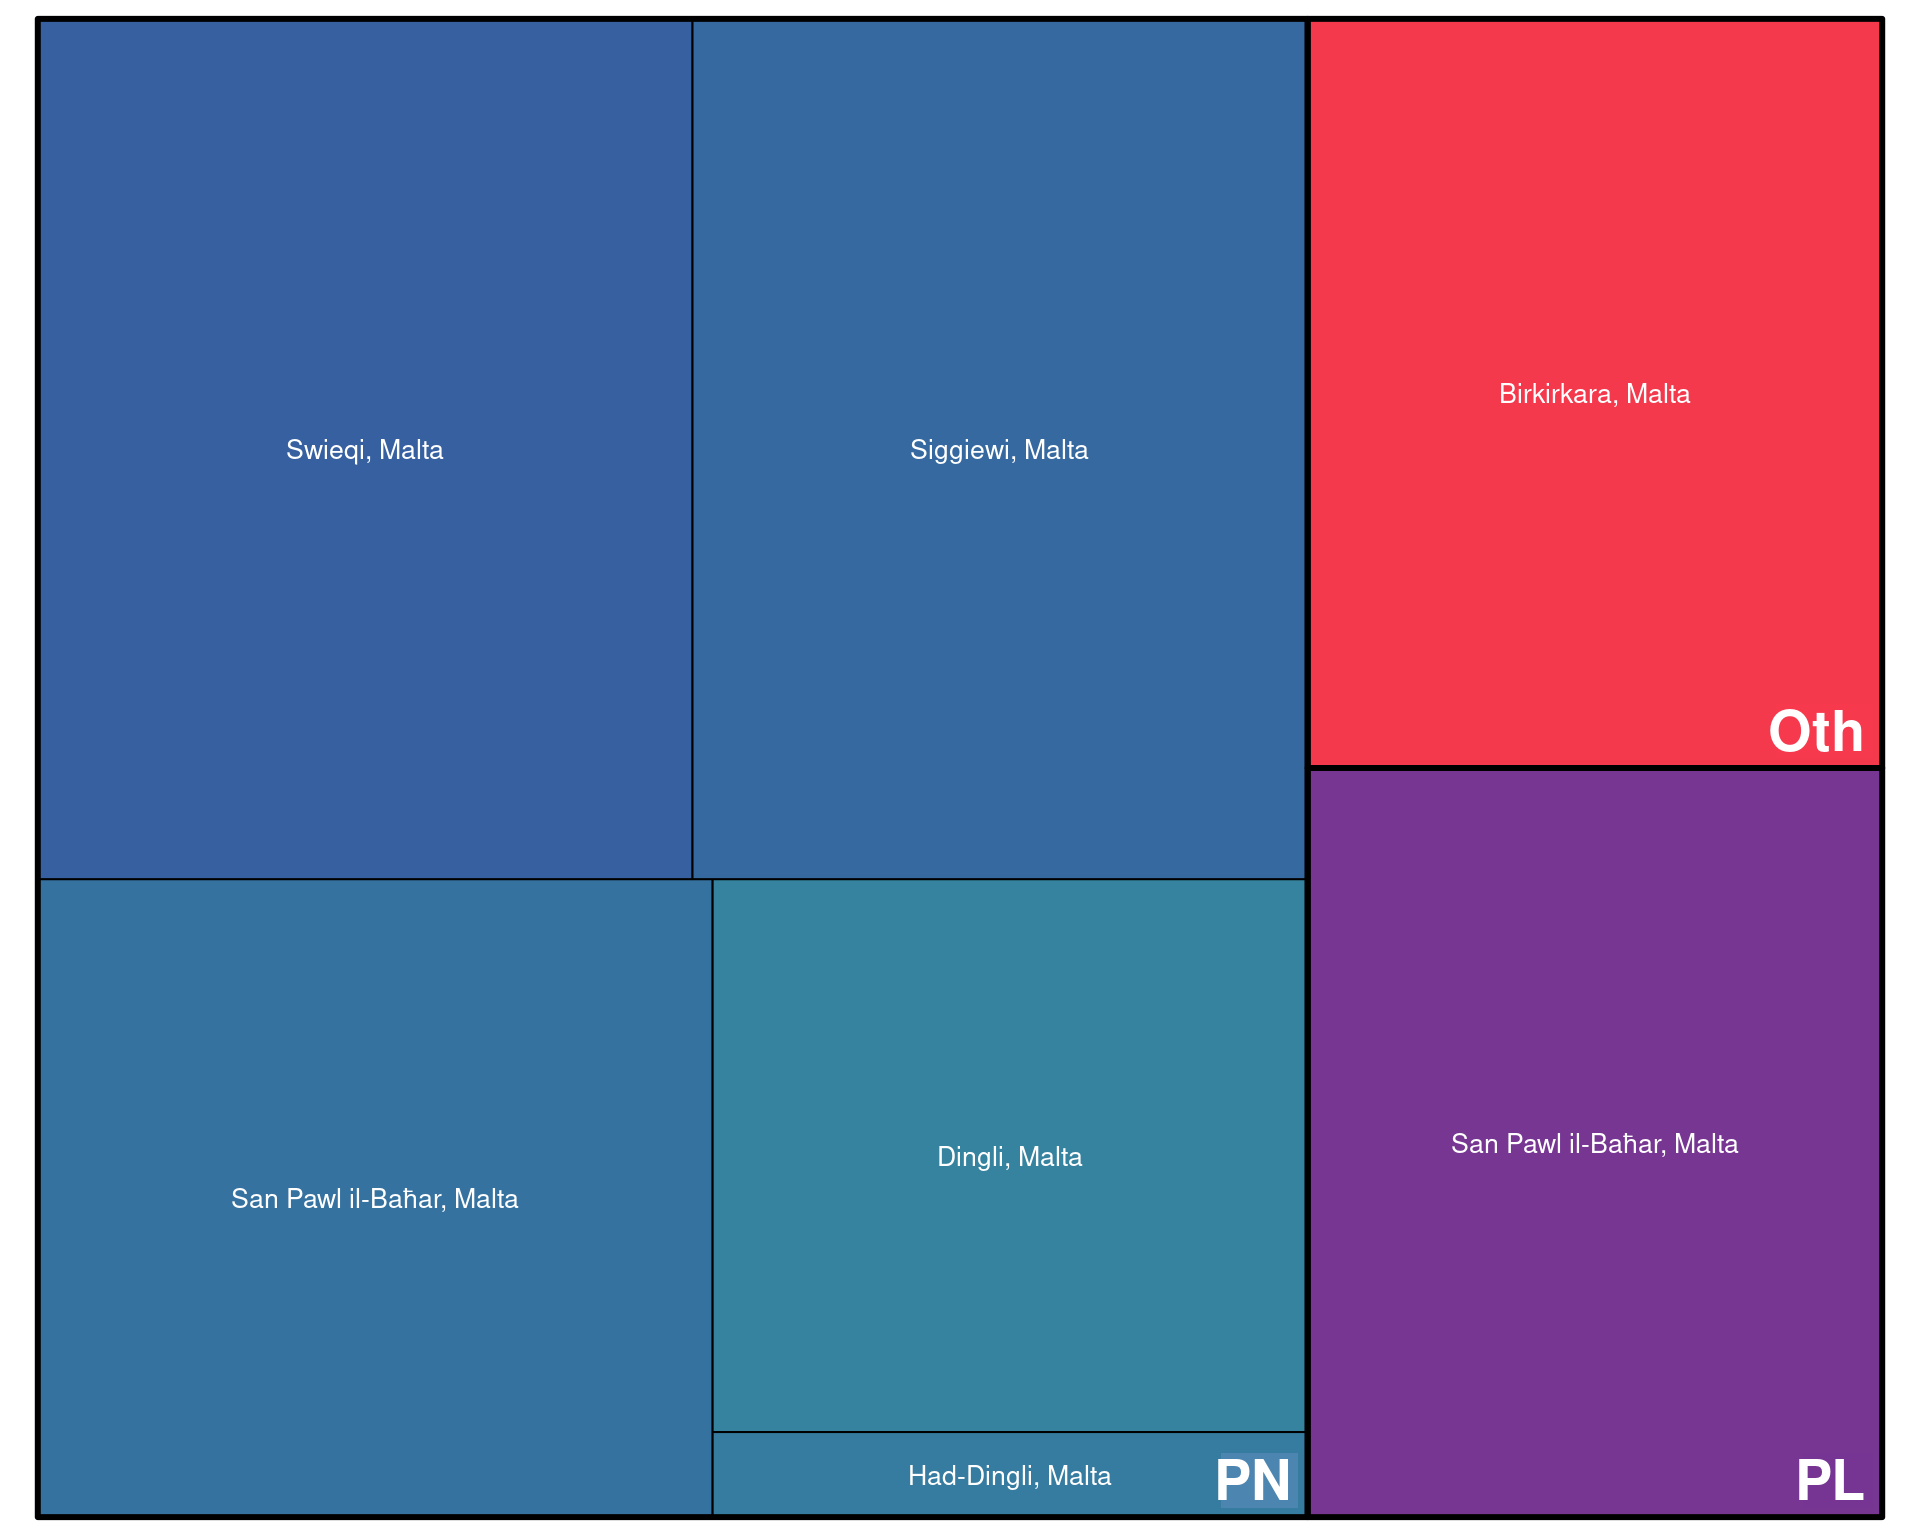 Swieqi, Malta
Siggiewi, Malta
Birkirkara, Malta
Oth
San Pawl il-Baħar, Malta
Dingli, Malta
Had-Dingli, Malta
PN
San Pawl il-Baħar, Malta
PL